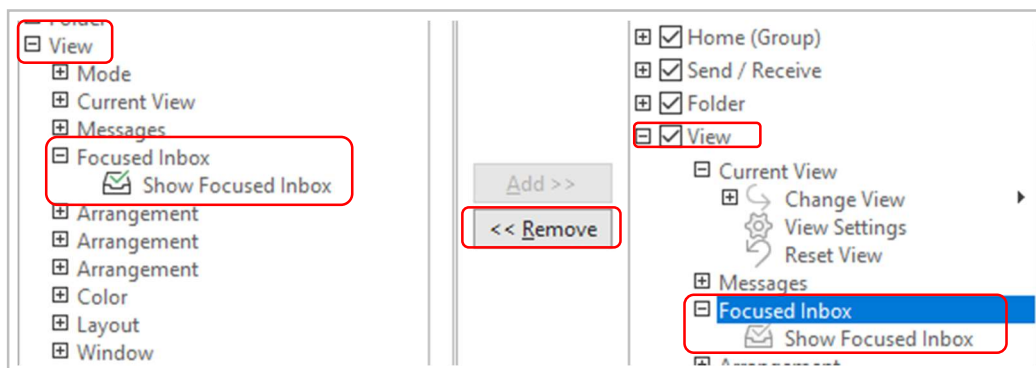 View
Mode
Current View
Messages
Focused Inbox
Show Focused Inbox
Arrangement
Arrangement
Arrangement
Color
Layout
Window
Add >>
<< Remove
Home (Group)
Send / Receive
Folder
View
Current View
Change View
View Settings
Reset View
Messages
Focused Inbox
Show Focused Inbox